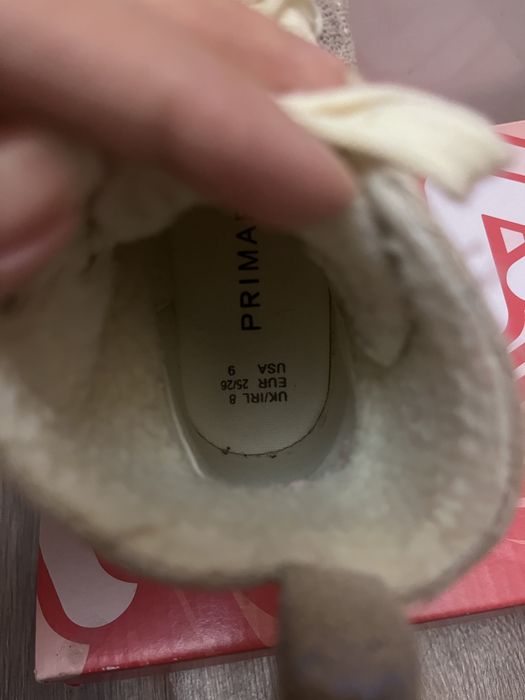 PRIMA
UK/IRL 8
EUR 25/26
USA 9